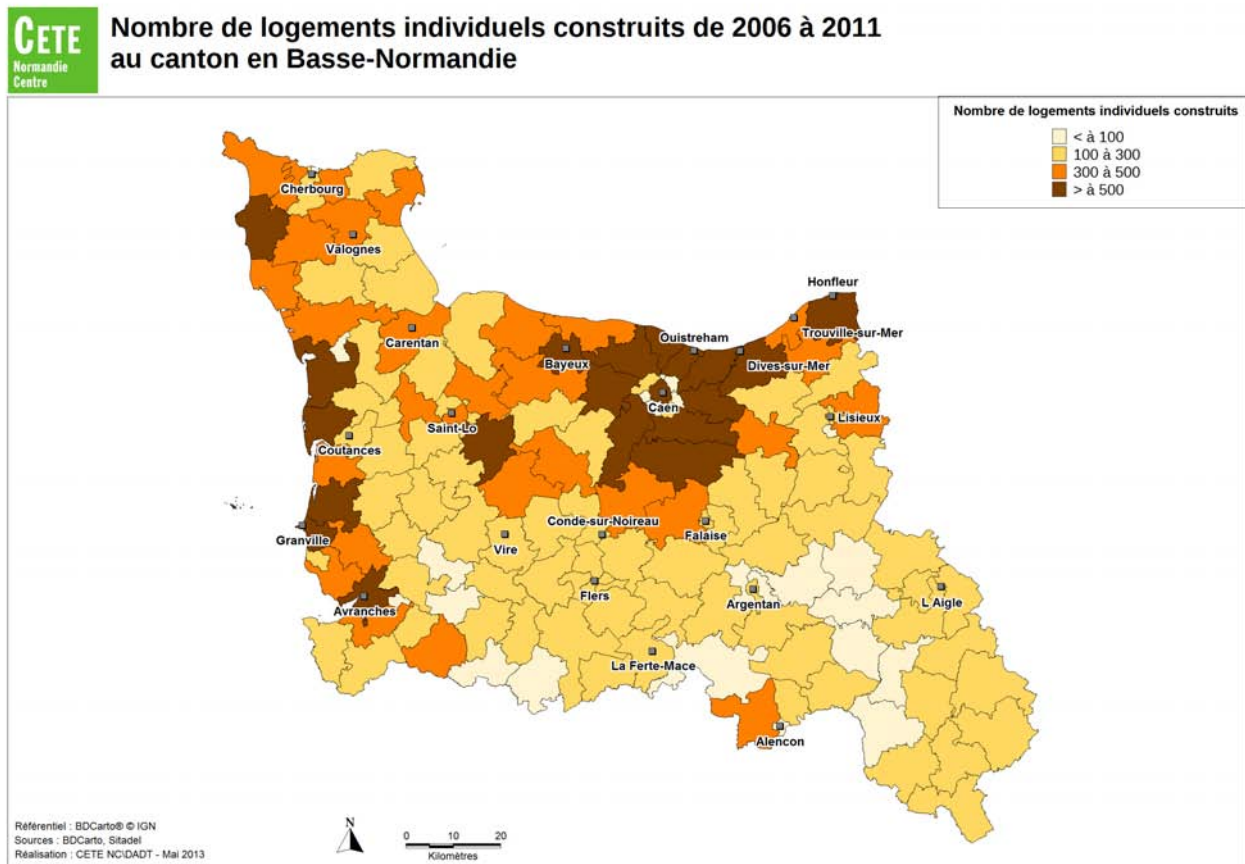 CETE
Normandie
Centre
Nombre de logements individuels construits de 2006 à 2011
au canton en Basse-Normandie
Nombre de logements individuels construits
< à 100
100 à 300
300 à 500
> à 500
Cherbourg
Valognes
Honfleur
Trouville-sur-Mer
Ouistreham
Carentan
Bayeux
Dives-sur-Mer
Caen
Lisieux
Saint-Lo
Coutances
Conde-sur-Noireau
Granville
Vire
Falaise
Flers
Argentan
L Aigle
Avranches
La Ferte-Mace
Alencon
Référentiel : BDCarto® © IGN
Sources : BDCarto, Sitadel
Réalisation : CETE NC\DADT - Mai 2013
N
0 10 20
Kilomètres